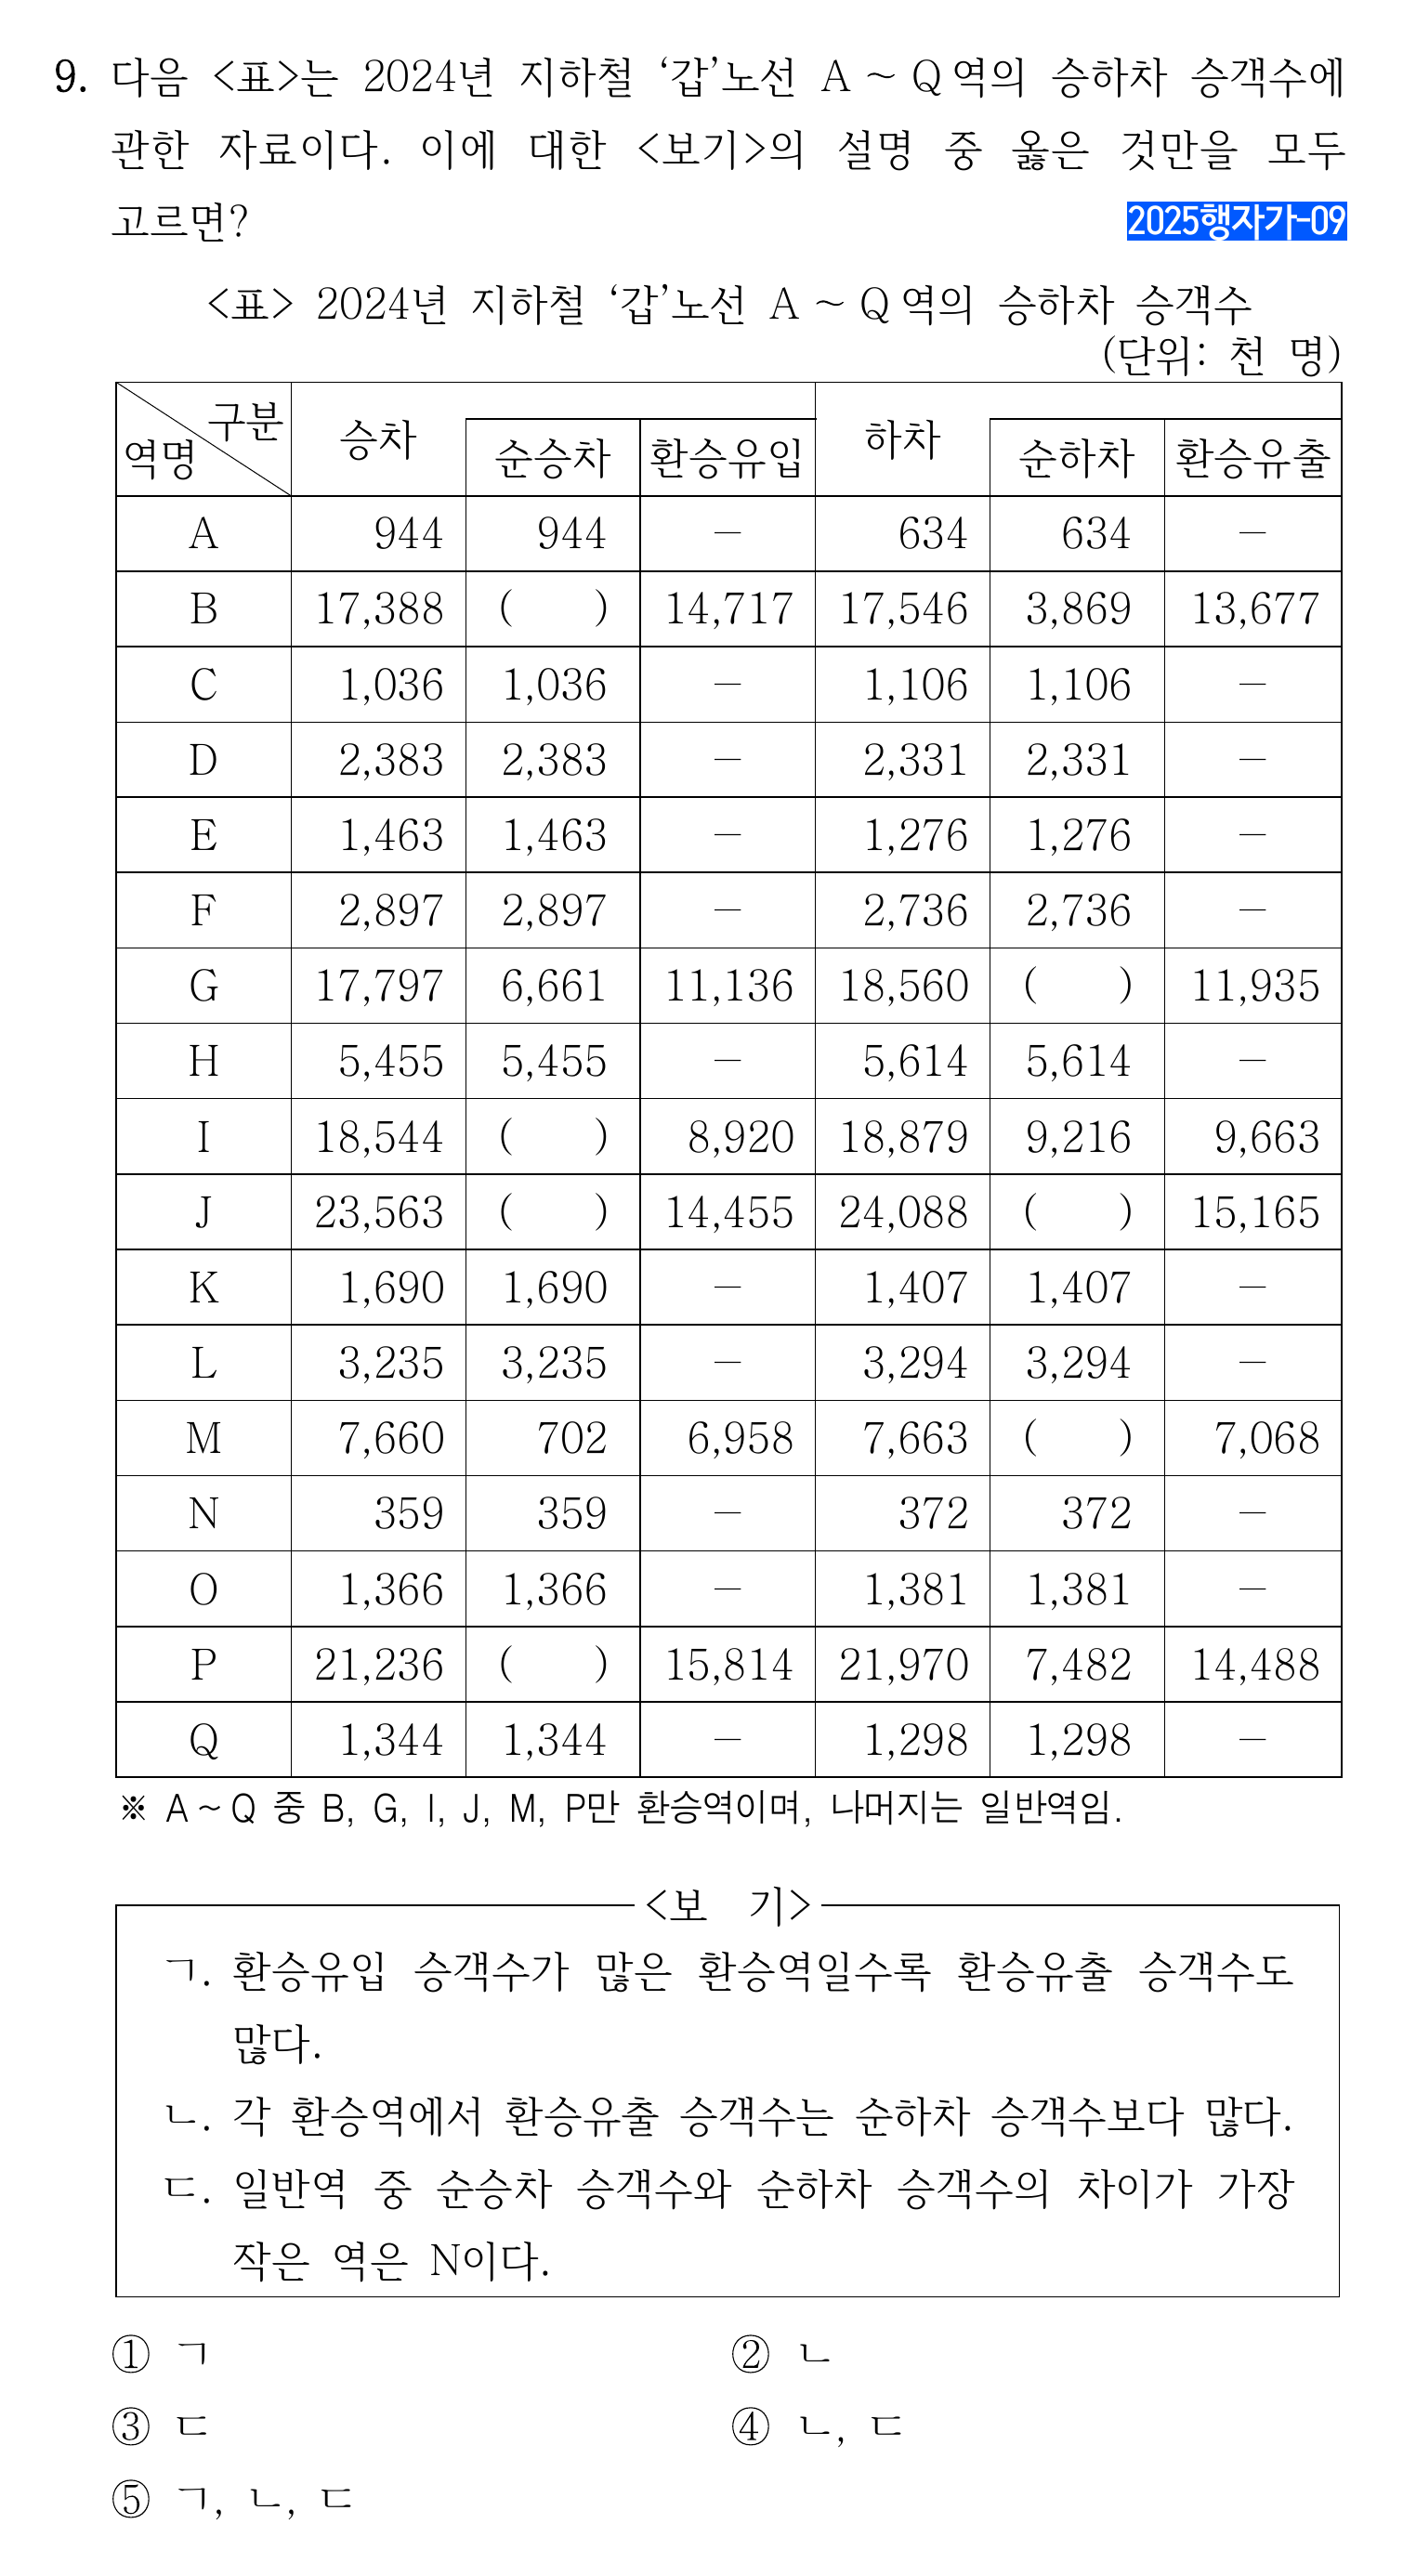 9. 다음 <표>는 2024년 지하철 ‘갑’노선 A ~ Q역의 승하차 승객수에
관한 자료이다. 이에 대한 <보기>의 설명 중 옳은 것만을 모두
고르면?
2025행자가-09
<표> 2024년 지하철 ‘갑’노선 A ~ Q역의 승하차 승객수
(단위: 천 명)
구분 역명 승차 순승차 환승유입 하차 순하차 환승유출
A 944 944 － 634 634 －
B 17,388 ( ) 14,717 17,546 3,869 13,677
C 1,036 1,036 － 1,106 1,106 －
D 2,383 2,383 － 2,331 2,331 －
E 1,463 1,463 － 1,276 1,276 －
F 2,897 2,897 － 2,736 2,736 －
G 17,797 6,661 11,136 18,560 ( ) 11,935
H 5,455 5,455 － 5,614 5,614 －
I 18,544 ( ) 8,920 18,879 9,216 9,663
J 23,563 ( ) 14,455 24,088 ( ) 15,165
K 1,690 1,690 － 1,407 1,407 －
L 3,235 3,235 － 3,294 3,294 －
M 7,660 702 6,958 7,663 ( ) 7,068
N 359 359 － 372 372 －
O 1,366 1,366 － 1,381 1,381 －
P 21,236 ( ) 15,814 21,970 7,482 14,488
Q 1,344 1,344 － 1,298 1,298 －
※ A ~ Q 중 B, G, I, J, M, P만 환승역이며, 나머지는 일반역임.
<보 기>
ㄱ. 환승유입 승객수가 많은 환승역일수록 환승유출 승객수도
많다.
ㄴ. 각 환승역에서 환승유출 승객수는 순하차 승객수보다 많다.
ㄷ. 일반역 중 순승차 승객수와 순하차 승객수의 차이가 가장
작은 역은 N이다.
① ㄱ ② ㄴ
③ ㄷ ④ ㄴ, ㄷ
⑤ ㄱ, ㄴ, ㄷ